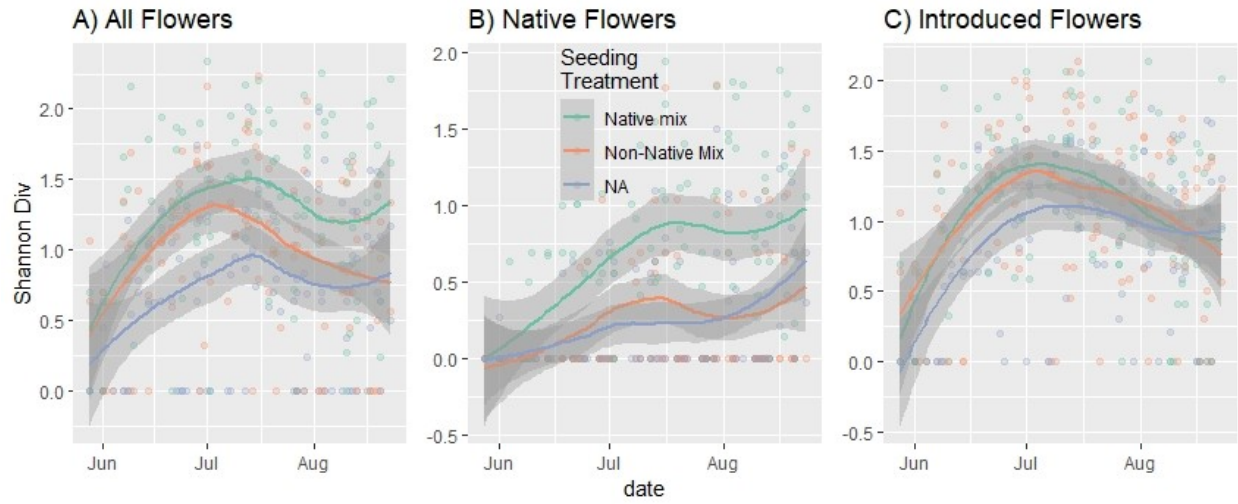 A) All Flowers
B) Native Flowers
C) Introduced Flowers
Shannon Div
2.0
1.5
1.0
0.5
0.0
Jun Jul Aug
2.0
1.5
1.0
0.5
0.0
-0.5
Jun Jul Aug
Seeding
Treatment
Native mix
Non-Native Mix
NA
2.0
1.5
1.0
0.5
0.0
-0.5
Jun Jul Aug
date